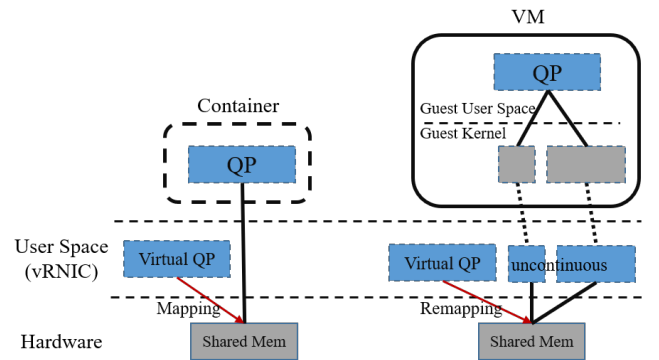 VM
QP
Container
Guest User Space
Guest Kernel
QP
User Space
(vRNIC)
Virtual QP
Virtual QP
uncontinuous
Mapping
Remapping
Hardware
Shared Mem
Shared Mem